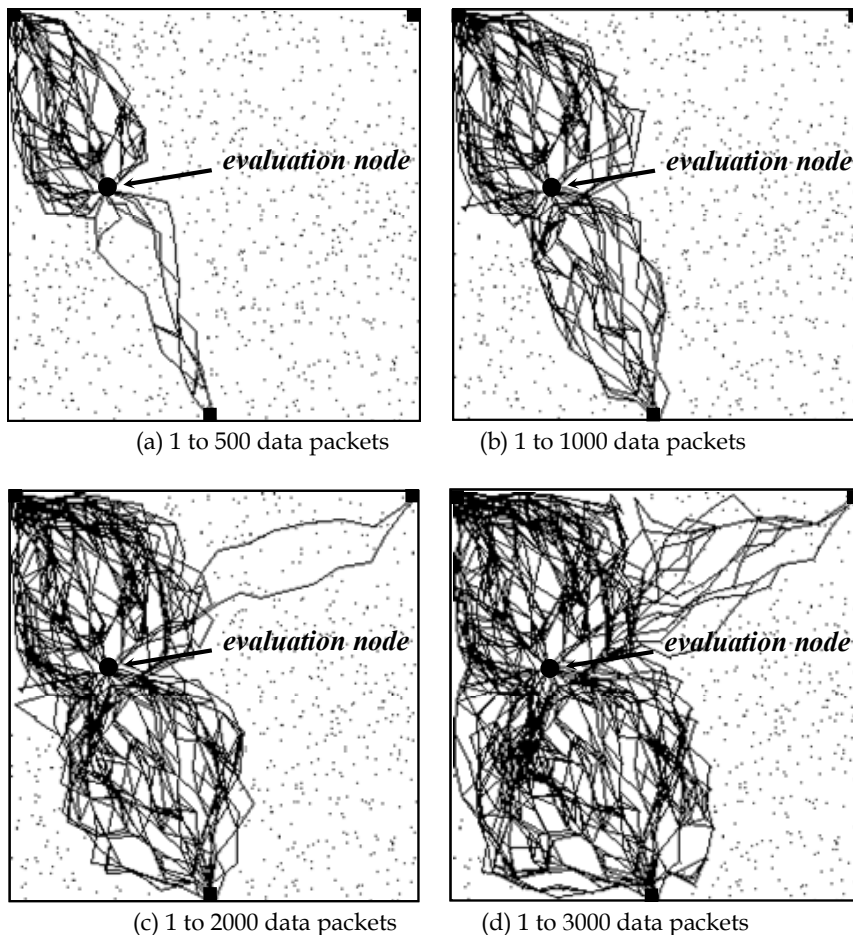 evaluation node
evaluation node
(a) 1 to 500 data packets
(b) 1 to 1000 data packets
evaluation node
evaluation node
(c) 1 to 2000 data packets
(d) 1 to 3000 data packets